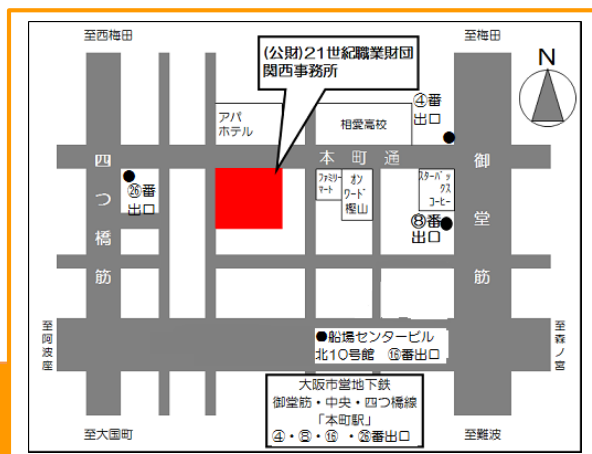 至西梅田
至梅田
(公財)21世紀職業財団
関西事務所
N
アパ
ホテル
相愛高校
④番
出口
本町通
四つ橋筋
御堂筋
㉖番
出口
ﾌｧﾐﾘｰ
ﾏｰﾄ
オン
ワード
樫山
ｽﾀｰﾊﾞｯ
クス
コーヒー
⑧番
出口
至阿波座
至森ノ宮
●船場センタービル
北10号館 ⑯番出口
大阪市営地下鉄
御堂筋・中央・四つ橋線
「本町駅」
④・⑧・⑯・㉖番出口
至大国町
至難波